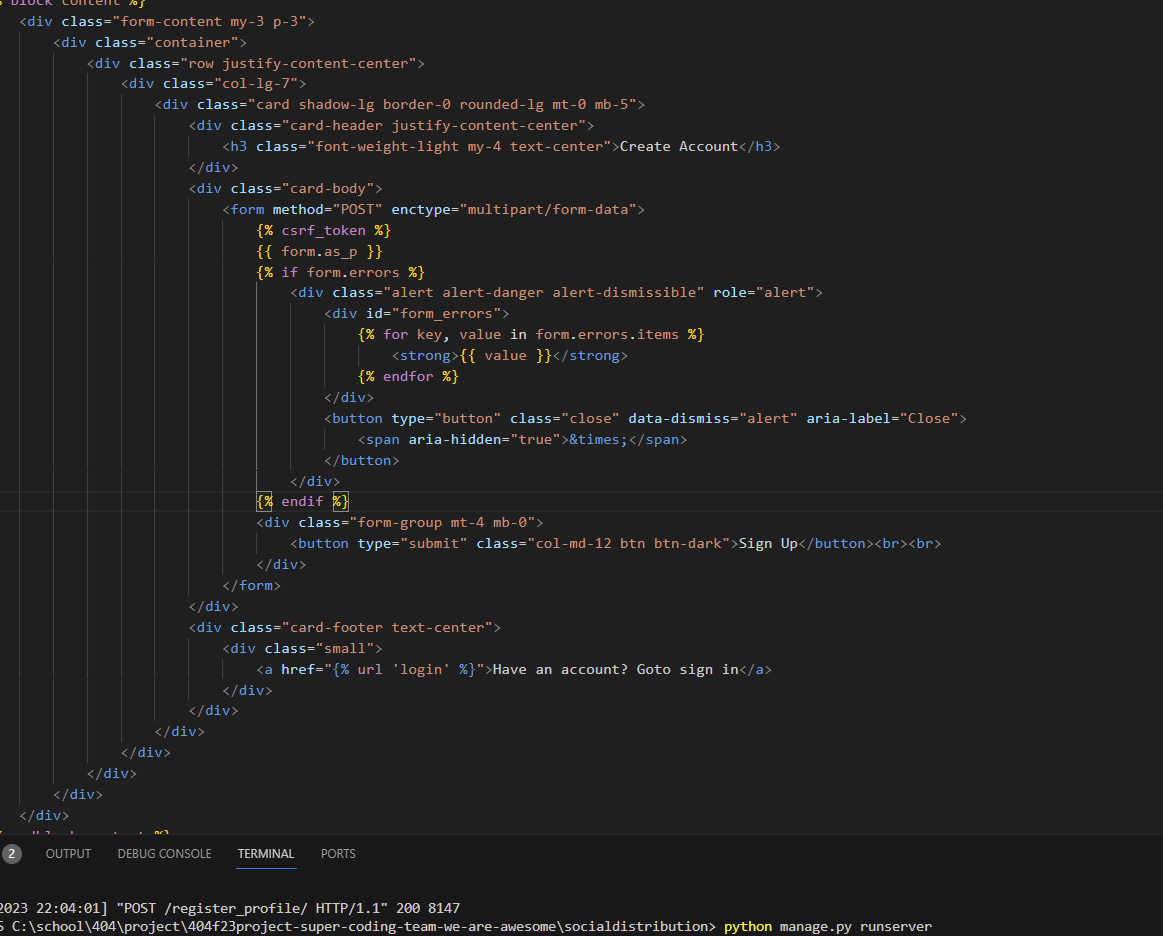 block content %}
<div class="form-content my-3 p-3">
<div class="container">
<div class="row justify-content-center">
<div class="col-lg-7">
<div class="card shadow-lg border-0 rounded-lg mt-0 mb-5">
<div class="card-header justify-content-center">
<h3 class="font-weight-light my-4 text-center">Create Account</h3>
</div>
<div class="card-body">
<form method="POST" enctype="multipart/form-data">
{% csrf_token %}
{{ form.as_p }}
{% if form.errors %}
<div class="alert alert-danger alert-dismissible" role="alert">
<div id="form_errors">
{% for key, value in form.errors.items %}
<strong>{{ value }}</strong>
{% endfor %}
</div>
<button type="button" class="close" data-dismiss="alert" aria-label="Close">
<span aria-hidden="true">&times;</span>
</button>
</div>
{% endif %}
<div class="form-group mt-4 mb-0">
<button type="submit" class="col-md-12 btn btn-dark">Sign Up</button><br><br>
</div>
</form>
</div>
<div class="card-footer text-center">
<div class="small">
<a href="{% url 'login' %}">Have an account? Goto sign in</a>
</div>
</div>
</div>
</div>
</div>
</div>
</div>
2 OUTPUT DEBUG CONSOLE TERMINAL PORTS
2023 22:04:01] "POST /register_profile/ HTTP/1.1" 200 8147
C:\school\404\project\404f23project-super-coding-team-we-are-awesome\socialdistribution> python manage.py runserver